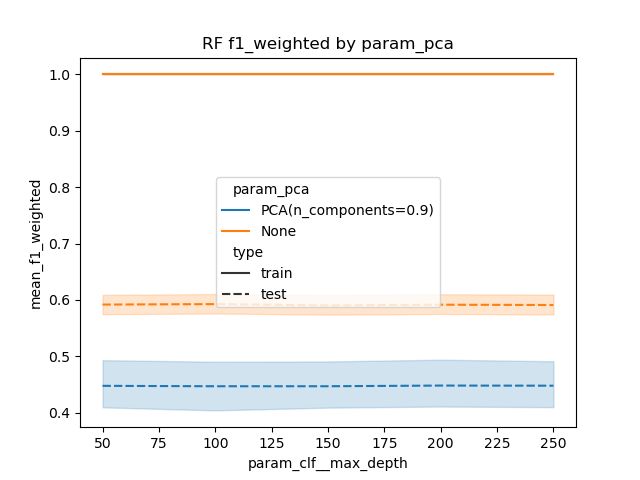 RF f1_weighted by param_pca
mean_f1_weighted
1.0
0.9
0.8
0.7
0.6
0.5
0.4
param_pca
PCA(n_components=0.9)
None
type
train
test
50 75 100 125 150 175 200 225 250
param_clf__max_depth